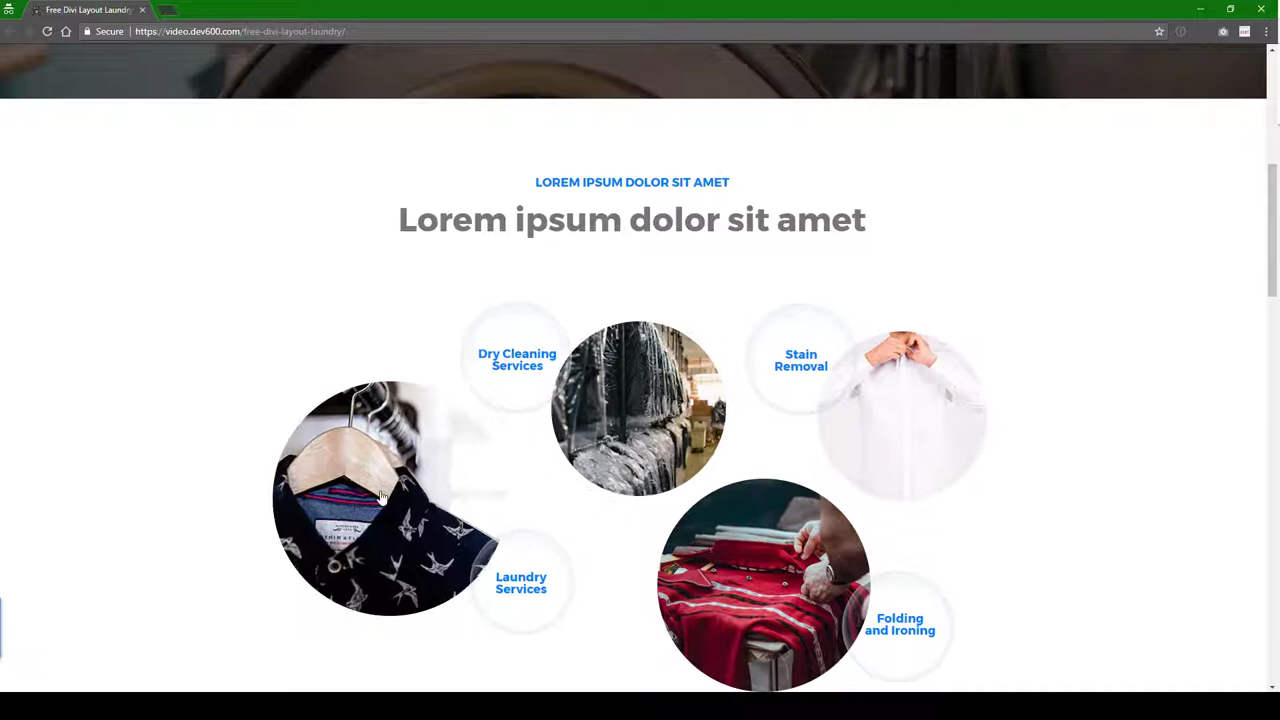 Free Divi Layout Laundr
Secure
https://video.dev600.com/free-divi-layout-laundry/
LOREM IPSUM DOLOR SIT AMET
Lorem ipsum dolor sit amet
Dry Cleaning
Services
Stain
Removal
Laundry
Services
Folding
and Ironing